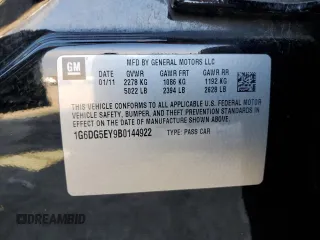 GM
MFD BY GENERAL MOTORS LLC
DATE GVWR GAWR FRT GAWR RR
01/11 2278 KG 1086 KG 1192 KG
5022 LB 2394 LB 2628 LB
THIS VEHICLE CONFORMS TO ALL APPLICABLE U.S. FEDERAL MOTOR
VEHICLE SAFETY, BUMPER, AND THEFT PREVENTION STANDARDS
IN EFFECT ON THE DATE OF MANUFACTURE SHOWN ABOVE.
1G6DG5EY9B0144922 TYPE: PASS CAR
© DREAMBID